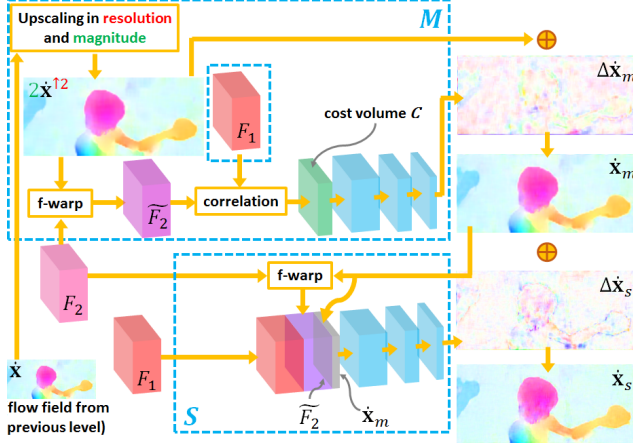 Upscaling in resolution
and magnitude
M
2ẋ↑2
Δẋm
F1
cost volume C
ẋm
f-warp
F̃2
correlation
F2
f-warp
Δẋs
ẋ
F1
flow field from
previous level)
S
F̃2
ẋm
ẋs